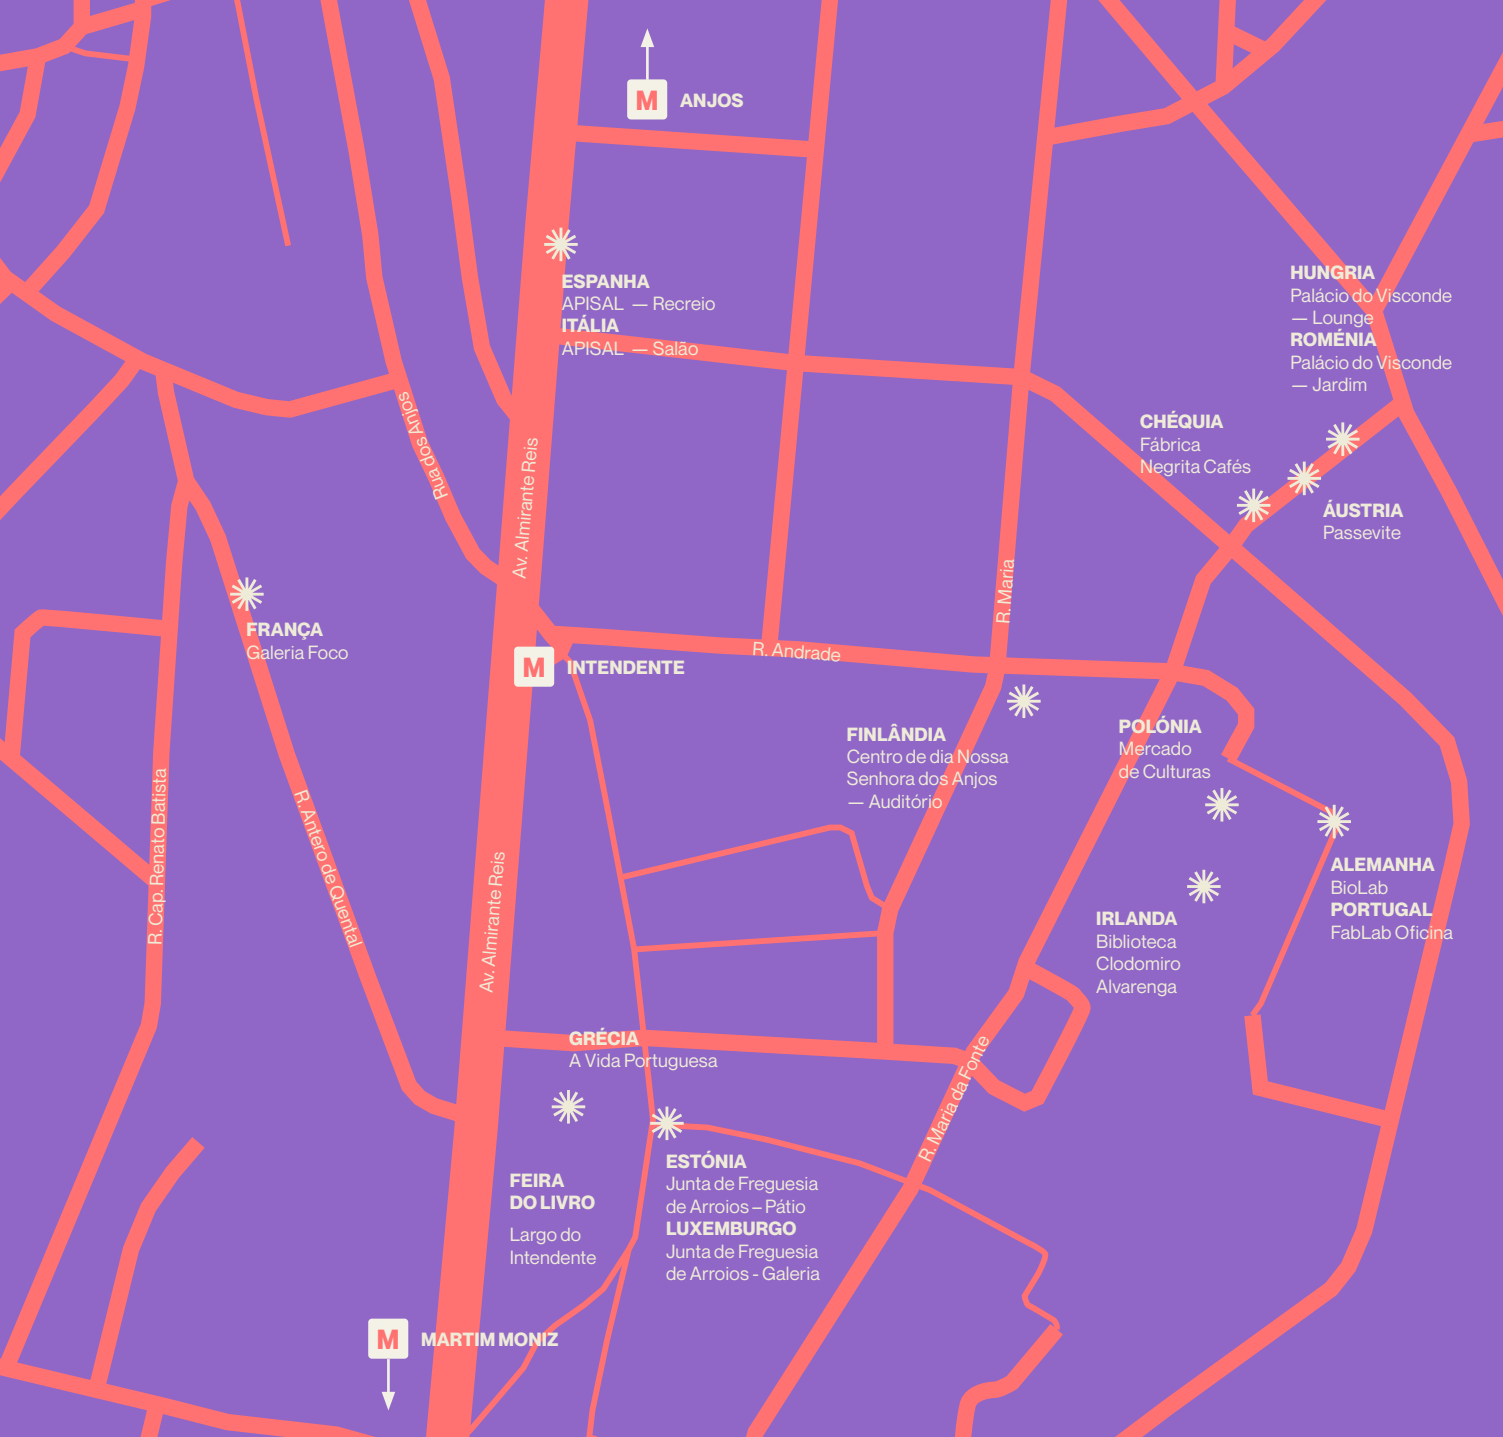 M ANJOS
ESPANHA
APISAL — Recreio
ITÁLIA
APISAL — Salão
HUNGRIA
Palácio do Visconde
— Lounge
ROMÉNIA
Palácio do Visconde
— Jardim
CHÉQUIA
Fábrica
Negrita Cafés
ÁUSTRIA
Passevite
Rua dos Anjos
Av. Almirante Reis
R. Maria
FRANÇA
Galeria Foco
M INTENDENTE
R. Andrade
FINLÂNDIA
Centro de dia Nossa
Senhora dos Anjos
— Auditório
POLÓNIA
Mercado
de Culturas
R. Cap. Renato Batista
R. Antero de Quental
Av. Almirante Reis
ALEMANHA
BioLab
PORTUGAL
FabLab Oficina
IRLANDA
Biblioteca
Clodomiro
Alvarenga
GRÉCIA
A Vida Portuguesa
R. Maria da Fonte
FEIRA
DO LIVRO
Largo do
Intendente
ESTÓNIA
Junta de Freguesia
de Arroios – Pátio
LUXEMBURGO
Junta de Freguesia
de Arroios - Galeria
M MARTIM MONIZ